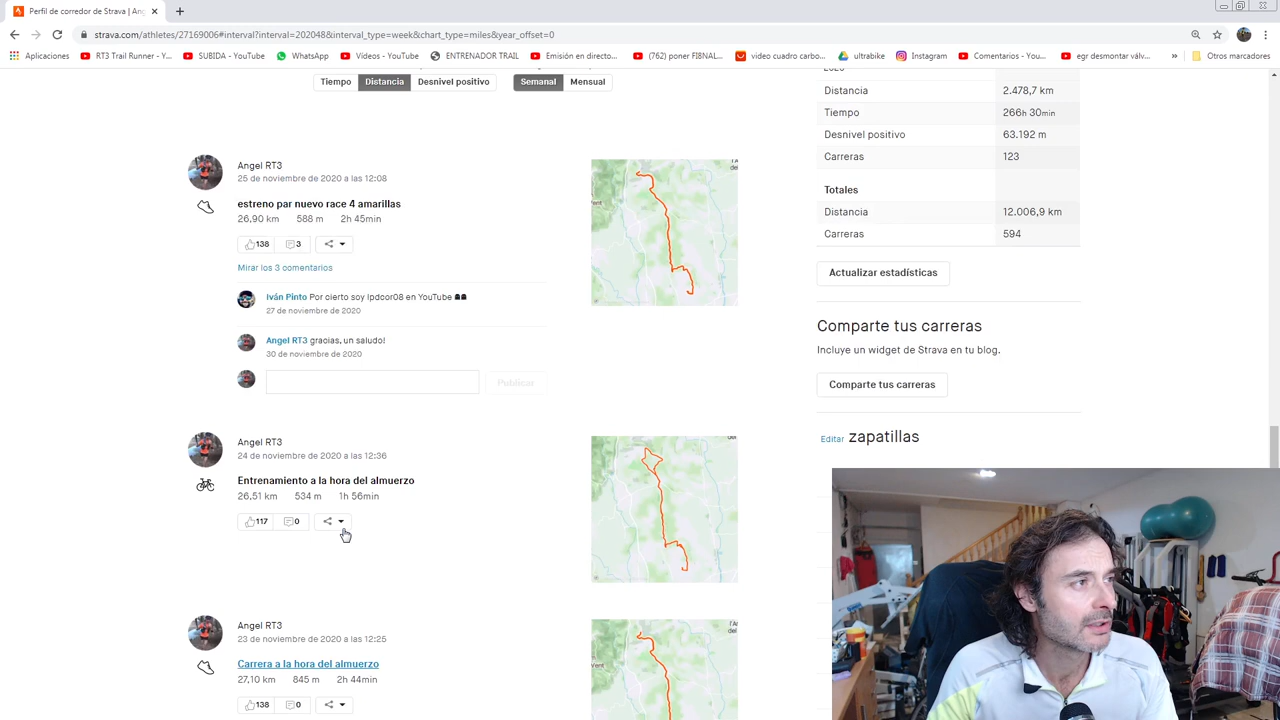 Perfil de corredor de Strava | Ang
strava.com/athletes/27169006#interval?interval=202048&interval_type=week&chart_type=miles&year_offset=0
Aplicaciones
RT3 Trail Runner - Y...
SUBIDA - YouTube
WhatsApp
Vídeos - YouTube
ENTRENADOR TRAIL
Emisión en directo...
(762) poner FI8NAL...
video cuadro carbo...
ultrabike
Instagram
Comentarios - You...
egr desmontar válv...
»
Otros marcadores
Tiempo
Distancia
Desnivel positivo
Semanal
Mensual
Angel RT3
25 de noviembre de 2020 a las 12:08
estreno par nuevo race 4 amarillas
26,90 km 588 m 2h 45min
138 3
Mirar los 3 comentarios
Iván Pinto Por cierto soy Ipdcor08 en YouTube
27 de noviembre de 2020
Angel RT3 gracias, un saludo!
30 de noviembre de 2020
Publicar
Angel RT3
24 de noviembre de 2020 a las 12:36
Entrenamiento a la hora del almuerzo
26,51 km 534 m 1h 56min
117 0
Angel RT3
23 de noviembre de 2020 a las 12:25
Carrera a la hora del almuerzo
27,10 km 845 m 2h 44min
138 0
Distancia 2.478,7 km
Tiempo 266h 30min
Desnivel positivo 63.192 m
Carreras 123
Totales
Distancia 12.006,9 km
Carreras 594
Actualizar estadísticas
Comparte tus carreras
Incluye un widget de Strava en tu blog.
Comparte tus carreras
Editar zapatillas